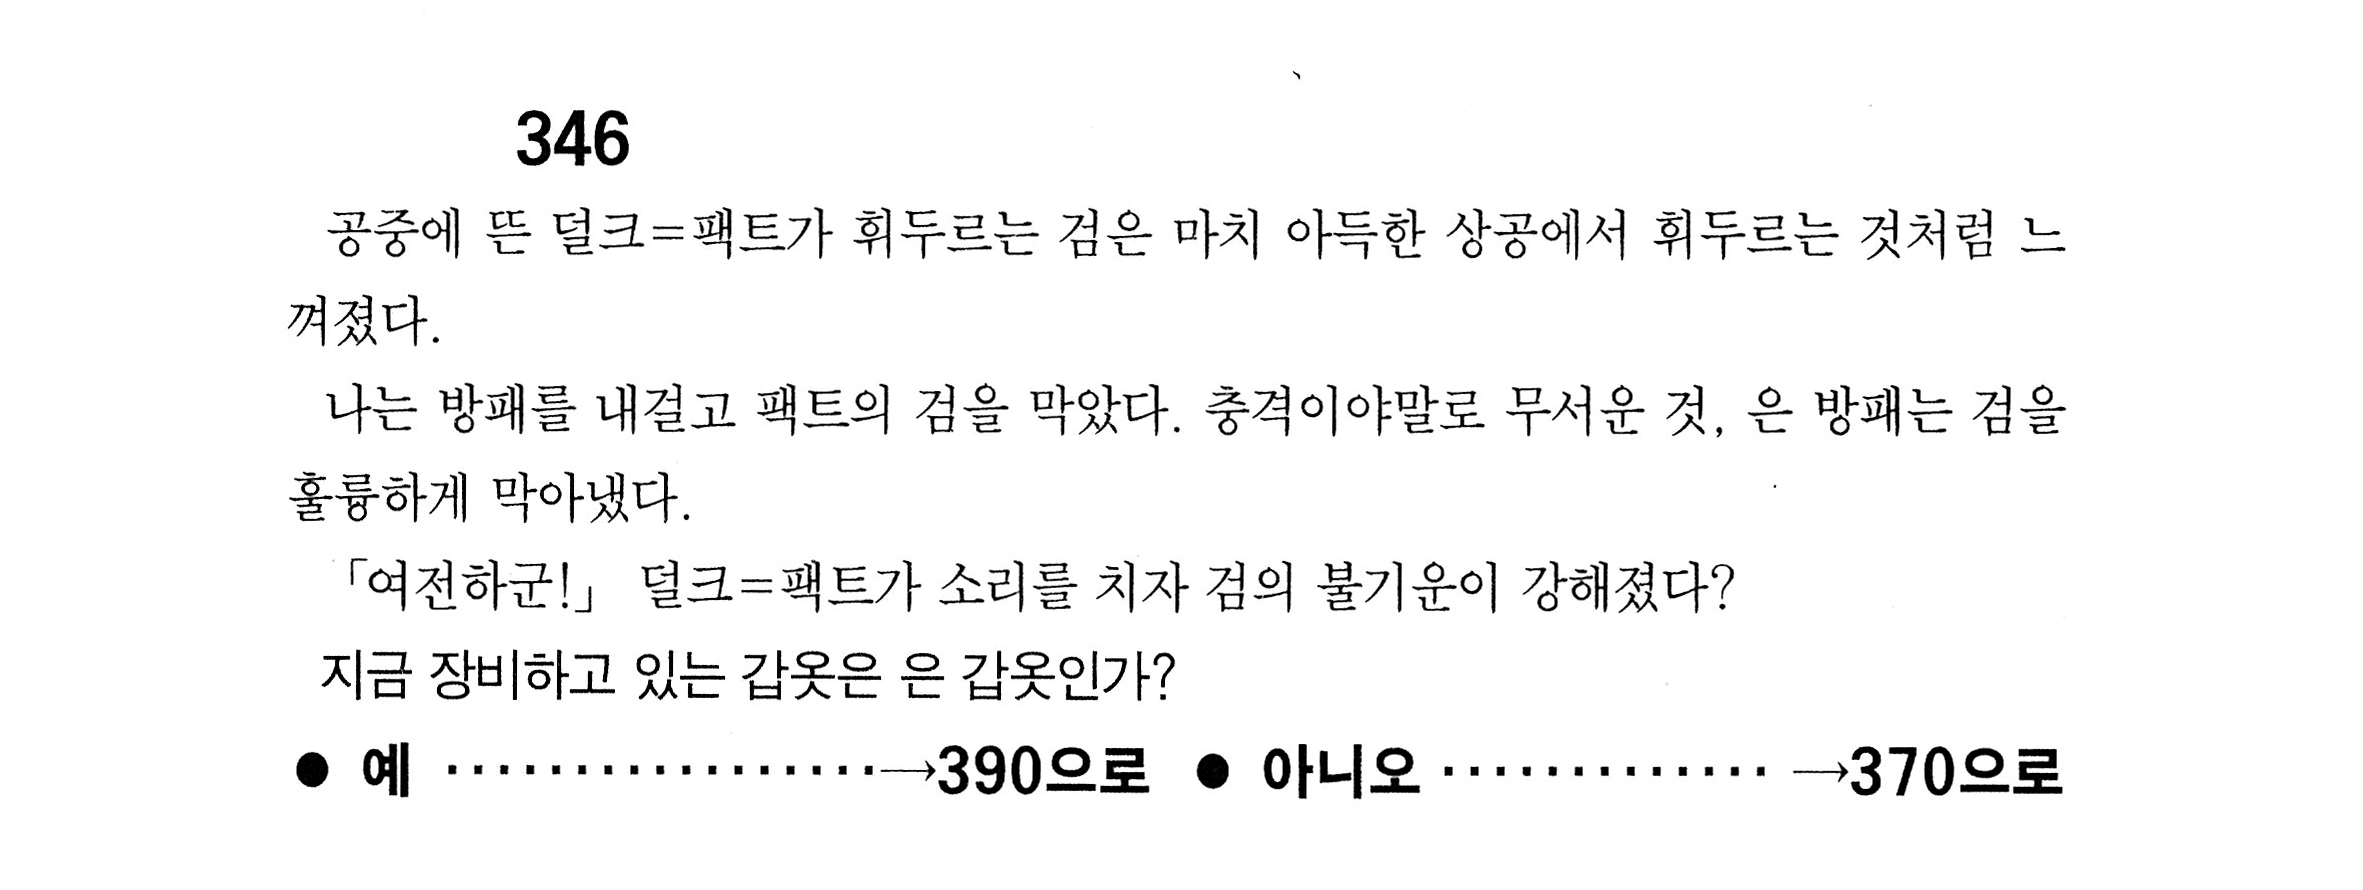 346
공중에 뜬 덜크=팩트가 휘두르는 검은 마치 아득한 상공에서 휘두르는 것처럼 느
껴졌다.
나는 방패를 내걸고 팩트의 검을 막았다. 충격이야말로 무서운 것, 은 방패는 검을
훌륭하게 막아냈다.
「여전하군!」 덜크=팩트가 소리를 치자 검의 불기운이 강해졌다?
지금 장비하고 있는 갑옷은 은 갑옷인가?
● 예 ·················→390으로 ● 아니오 ············· →370으로